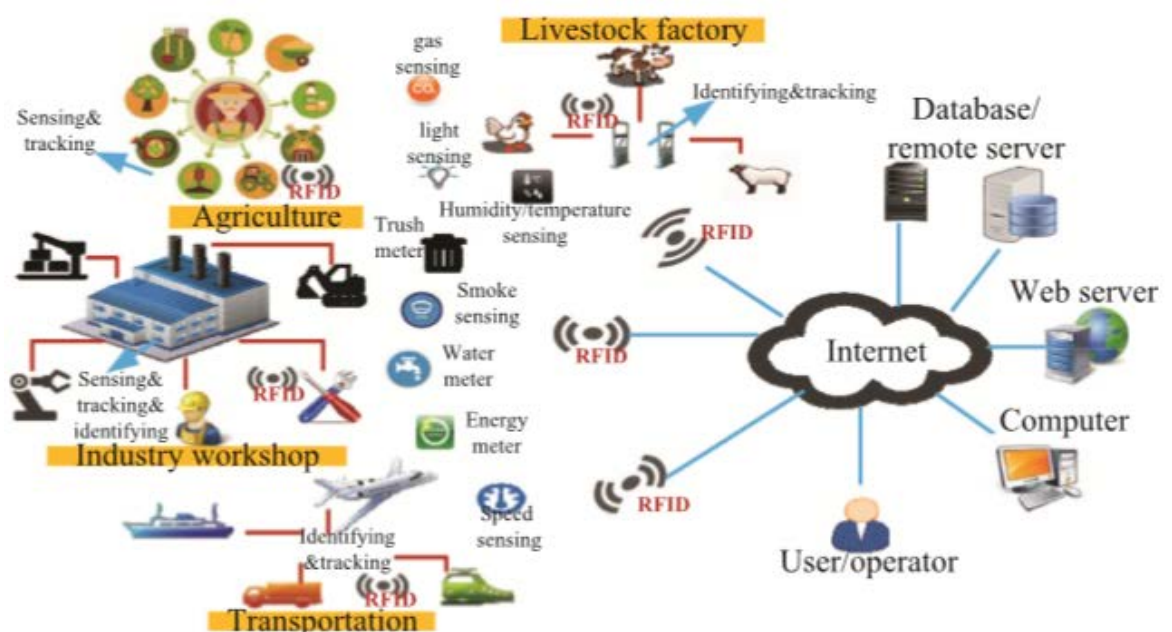 Livestock factory
gas
sensing
CO₂
Identifying&tracking
RFID
Sensing&
tracking
light
sensing
RFID
Database/
remote server
Agriculture
Humidity/temperature
sensing
RFID
Trush
meter
Smoke
sensing
Web server
Internet
RFID
Water
meter
Sensing&
tracking&
identifying
RFID
Energy
meter
Computer
Industry workshop
RFID
Speed
sensing
Identifying
&tracking
User/operator
RFID
Transportation